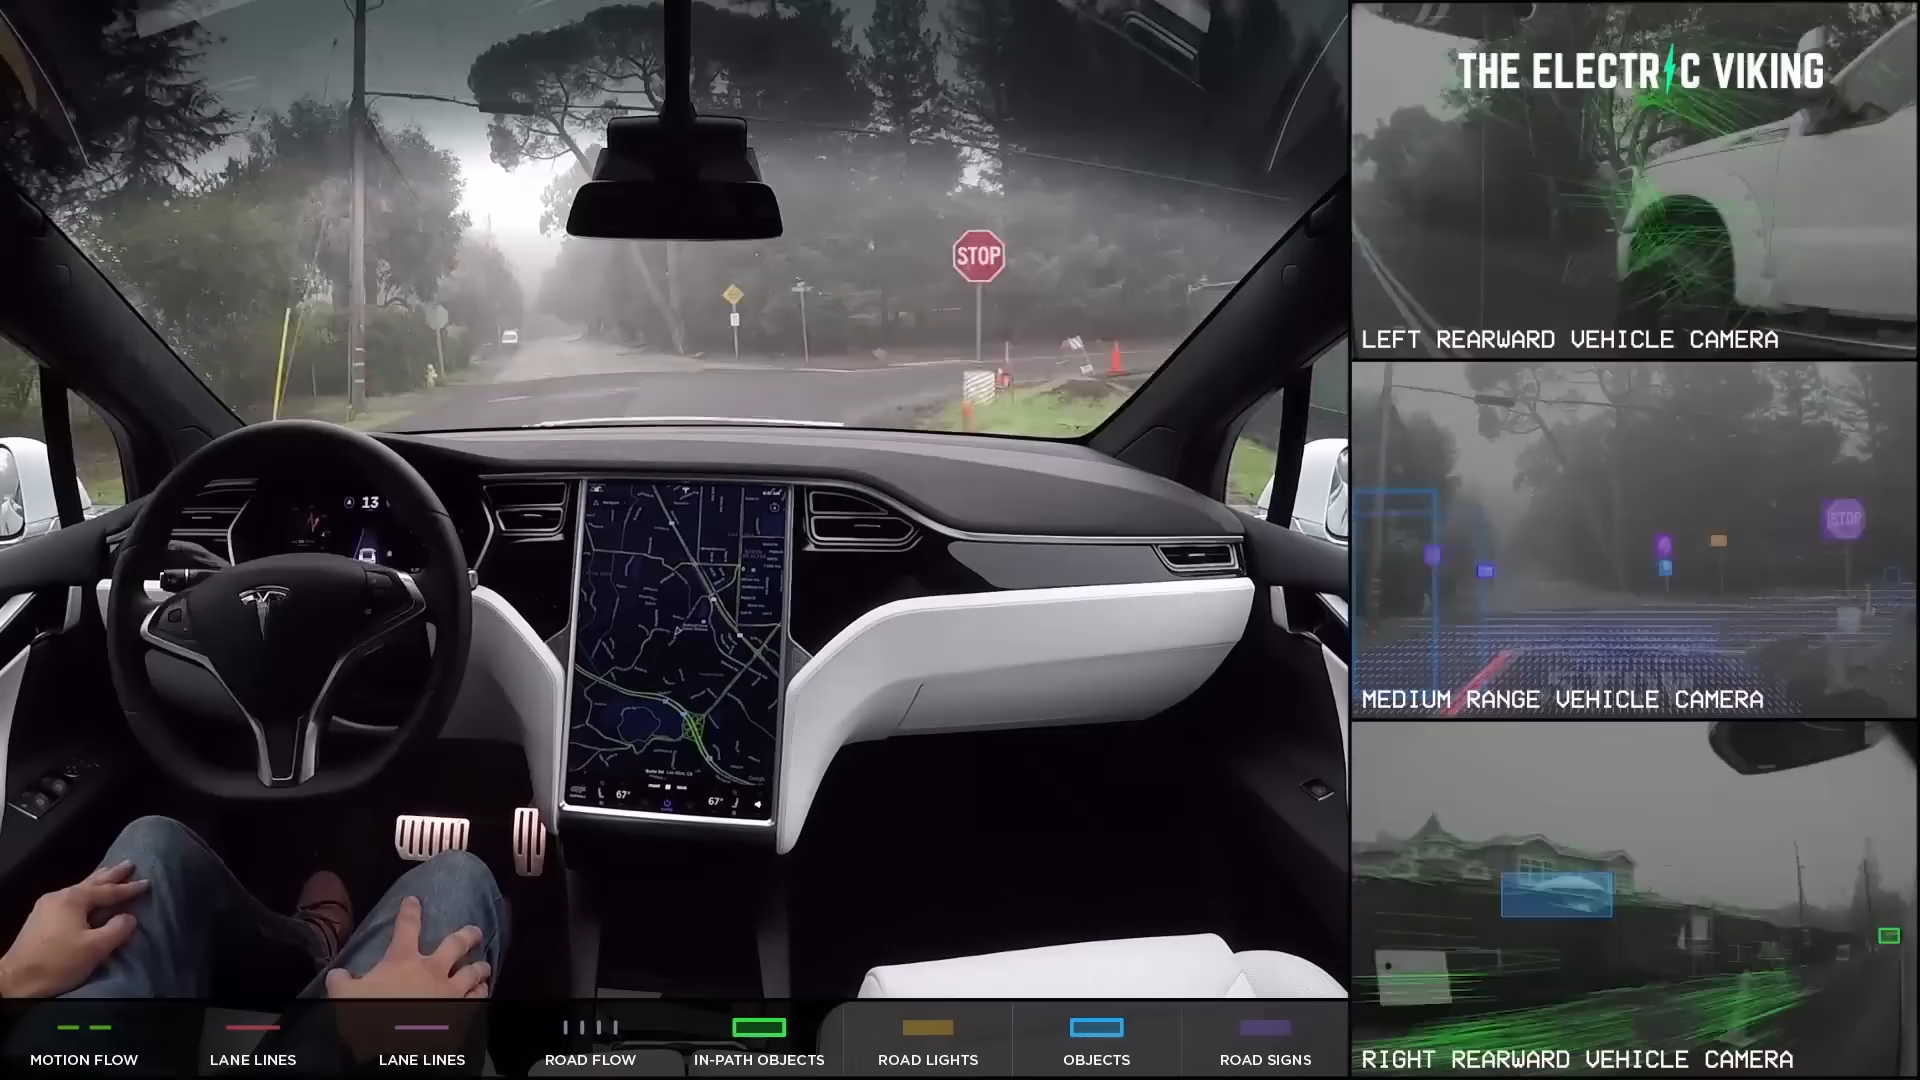 THE ELECTRIC VIKING
STOP
LEFT REARWARD VEHICLE CAMERA
13
STOP
MEDIUM RANGE VEHICLE CAMERA
67°
67°
RIGHT REARWARD VEHICLE CAMERA
MOTION FLOW
LANE LINES
LANE LINES
ROAD FLOW
IN-PATH OBJECTS
ROAD LIGHTS
OBJECTS
ROAD SIGNS